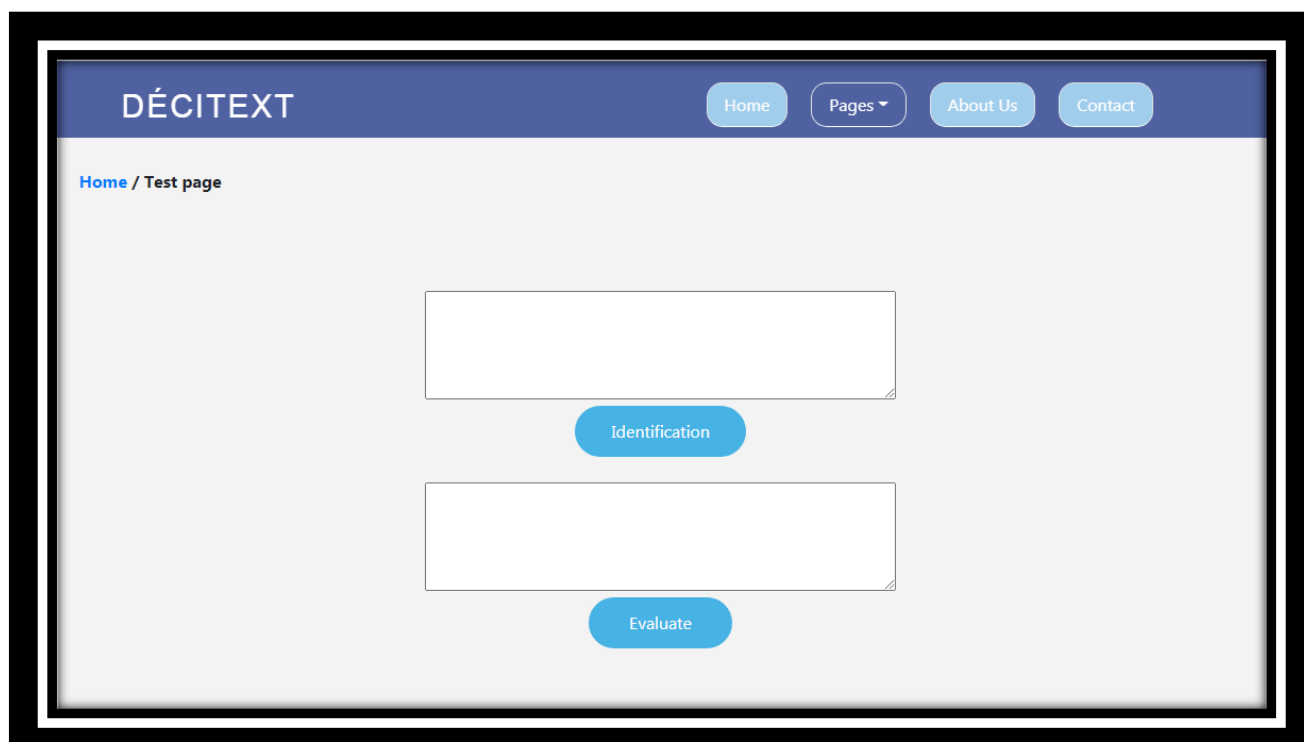 DÉCITEXT
Home Pages About Us Contact
Home / Test page
Identification
Evaluate